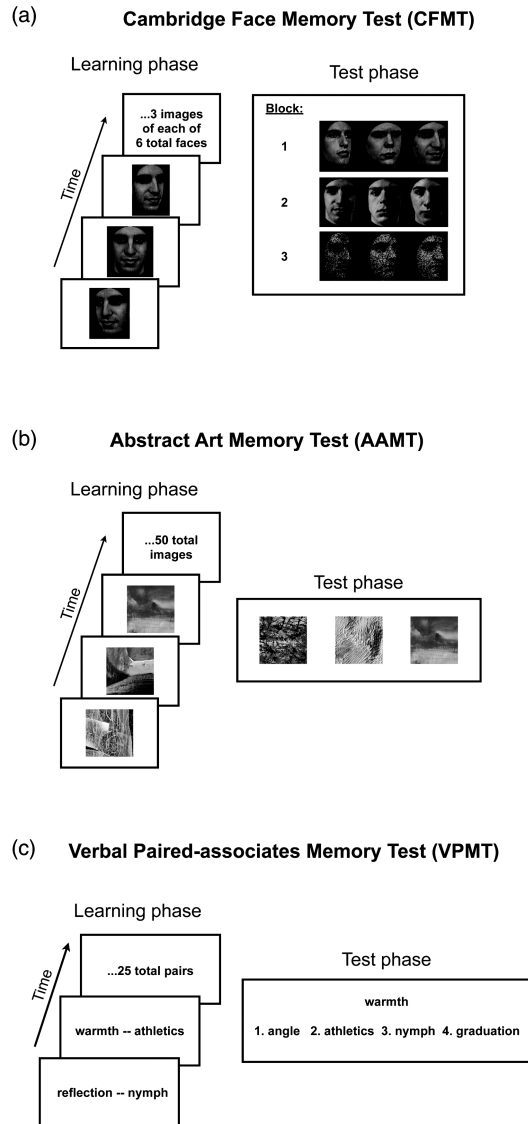 (a)
Cambridge Face Memory Test (CFMT)
Learning phase
Test phase
...3 images
of each of
6 total faces
Time
Block:
1
2
3
(b)
Abstract Art Memory Test (AAMT)
Learning phase
...50 total
images
Time
Test phase
(c)
Verbal Paired-associates Memory Test (VPMT)
Learning phase
...25 total pairs
Time
warmth -- athletics
reflection -- nymph
Test phase
warmth
1. angle 2. athletics 3. nymph 4. graduation